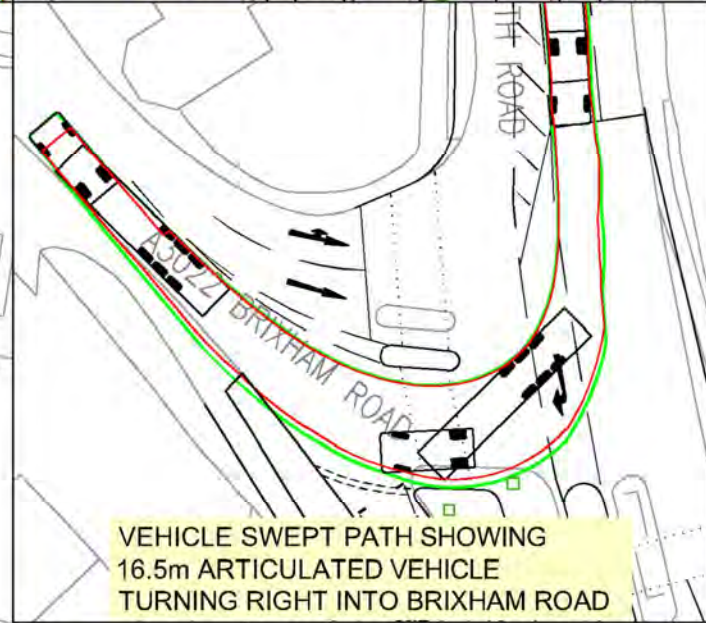 TH ROAD
A3022 BRIXHAM ROAD
VEHICLE SWEPT PATH SHOWING
16.5m ARTICULATED VEHICLE
TURNING RIGHT INTO BRIXHAM ROAD